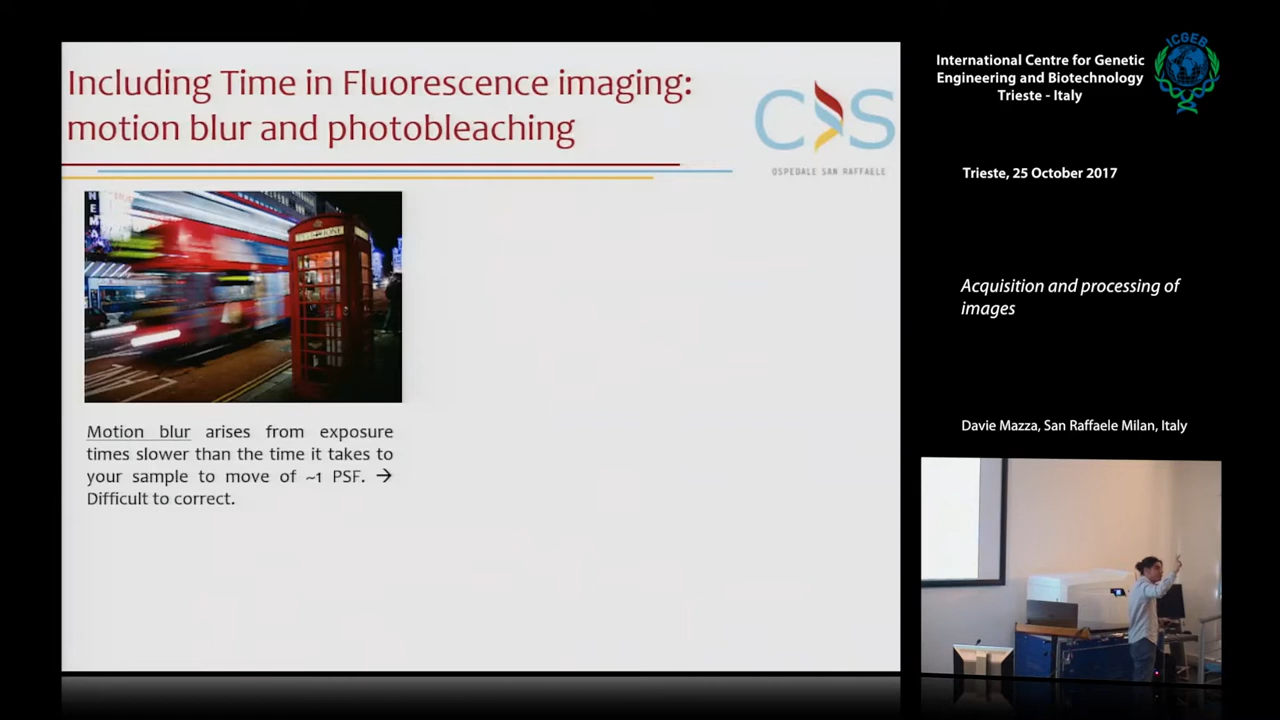 Including Time in Fluorescence imaging:
motion blur and photobleaching
OSPEDALE SAN RAFFAELE
Motion blur arises from exposure
times slower than the time it takes to
your sample to move of ~1 PSF. →
Difficult to correct.
ICGEB
International Centre for Genetic
Engineering and Biotechnology
Trieste - Italy
Trieste, 25 October 2017
Acquisition and processing of
images
Davie Mazza, San Raffaele Milan, Italy